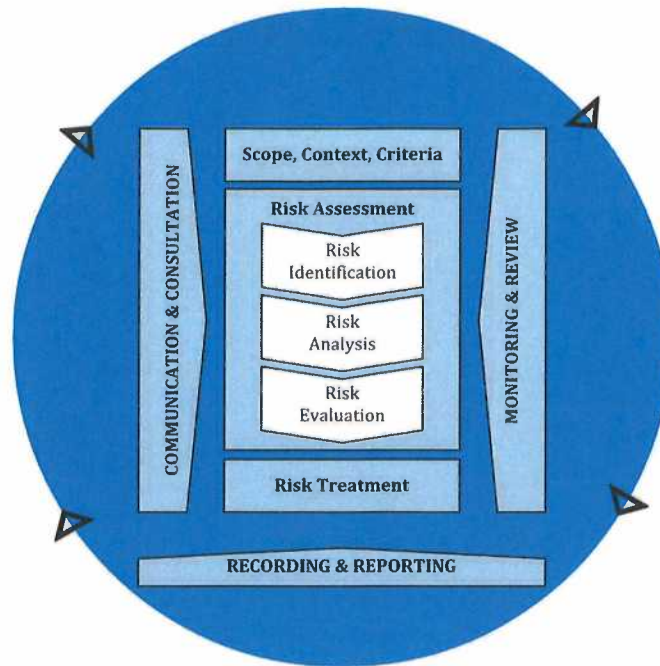 Scope, Context, Criteria
COMMUNICATION & CONSULTATION
Risk Assessment
Risk
Identification
Risk
Analysis
Risk
Evaluation
MONITORING & REVIEW
Risk Treatment
RECORDING & REPORTING